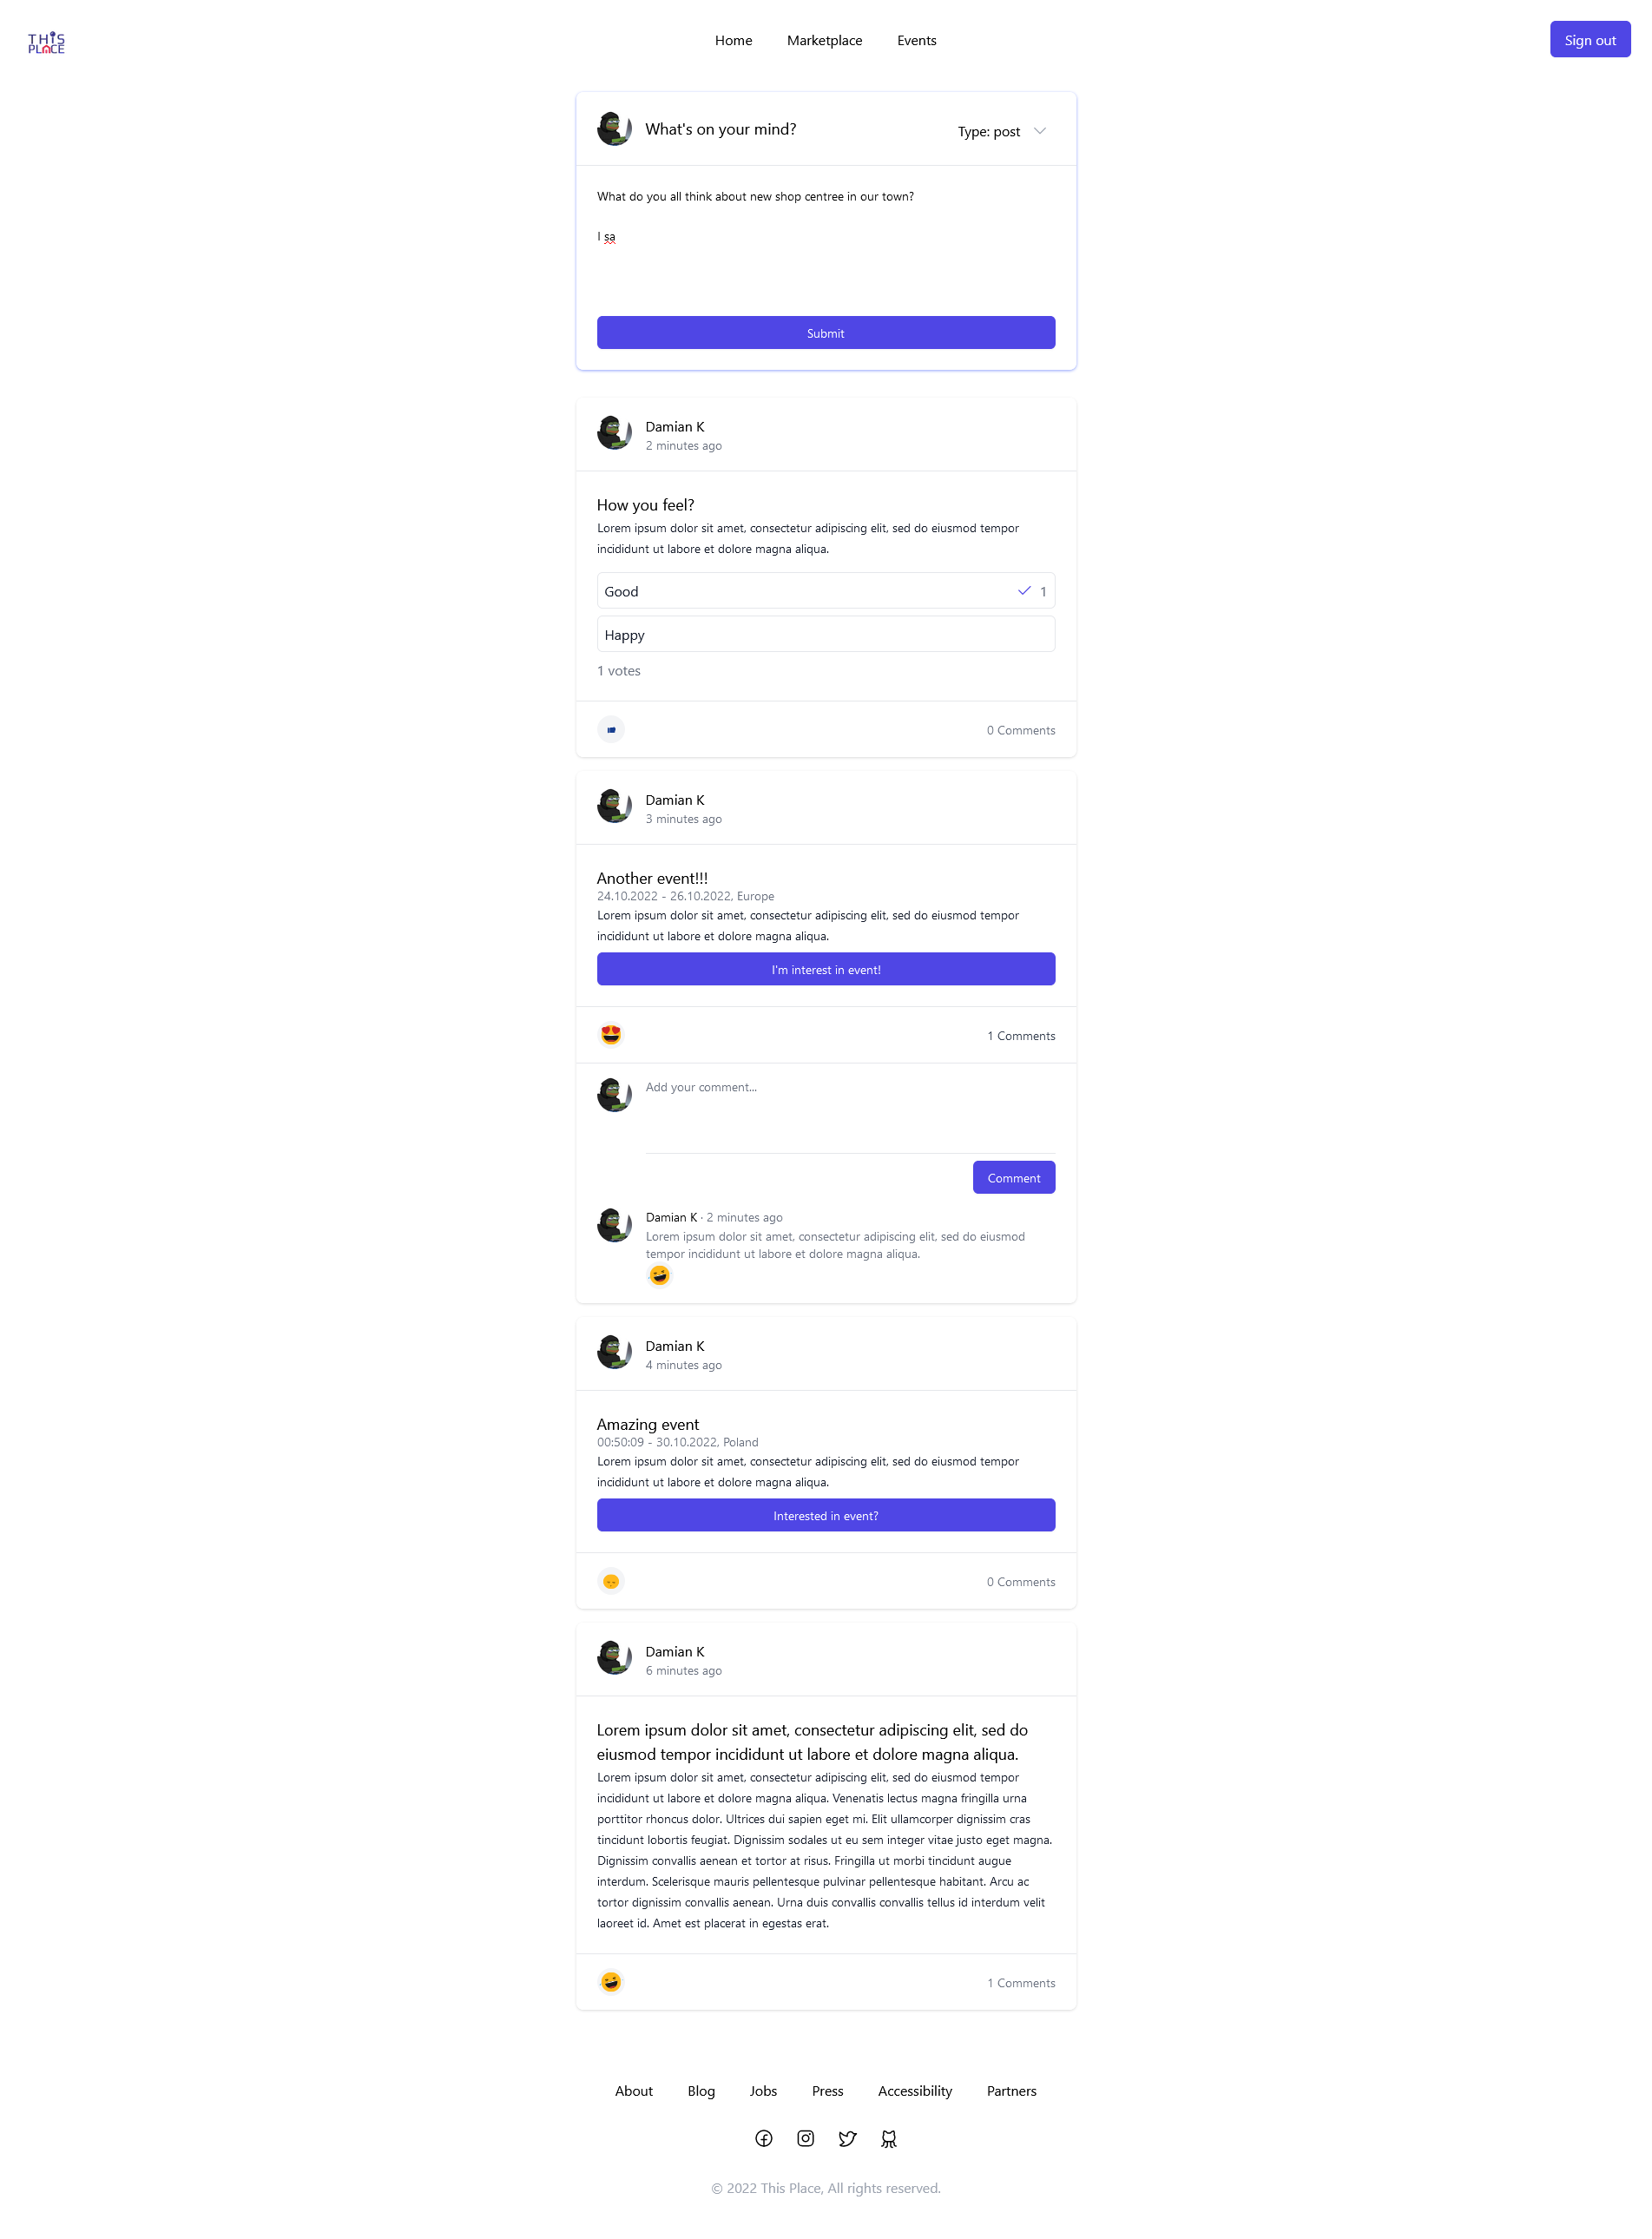 THIS
PLACE
Home Marketplace Events
Sign out
What's on your mind?
Type: post
What do you all think about new shop centree in our town?
I sa
Submit
Damian K
2 minutes ago
How you feel?
Lorem ipsum dolor sit amet, consectetur adipiscing elit, sed do eiusmod tempor
incididunt ut labore et dolore magna aliqua.
Good 1
Happy
1 votes
0 Comments
Damian K
3 minutes ago
Another event!!!
24.10.2022 - 26.10.2022, Europe
Lorem ipsum dolor sit amet, consectetur adipiscing elit, sed do eiusmod tempor
incididunt ut labore et dolore magna aliqua.
I'm interest in event!
1 Comments
Add your comment...
Comment
Damian K · 2 minutes ago
Lorem ipsum dolor sit amet, consectetur adipiscing elit, sed do eiusmod
tempor incididunt ut labore et dolore magna aliqua.
Damian K
4 minutes ago
Amazing event
00:50:09 - 30.10.2022, Poland
Lorem ipsum dolor sit amet, consectetur adipiscing elit, sed do eiusmod tempor
incididunt ut labore et dolore magna aliqua.
Interested in event?
0 Comments
Damian K
6 minutes ago
Lorem ipsum dolor sit amet, consectetur adipiscing elit, sed do
eiusmod tempor incididunt ut labore et dolore magna aliqua.
Lorem ipsum dolor sit amet, consectetur adipiscing elit, sed do eiusmod tempor
incididunt ut labore et dolore magna aliqua. Venenatis lectus magna fringilla urna
porttitor rhoncus dolor. Ultrices dui sapien eget mi. Elit ullamcorper dignissim cras
tincidunt lobortis feugiat. Dignissim sodales ut eu sem integer vitae justo eget magna.
Dignissim convallis aenean et tortor at risus. Fringilla ut morbi tincidunt augue
interdum. Scelerisque mauris pellentesque pulvinar pellentesque habitant. Arcu ac
tortor dignissim convallis aenean. Urna duis convallis convallis tellus id interdum velit
laoreet id. Amet est placerat in egestas erat.
1 Comments
About Blog Jobs Press Accessibility Partners
© 2022 This Place, All rights reserved.